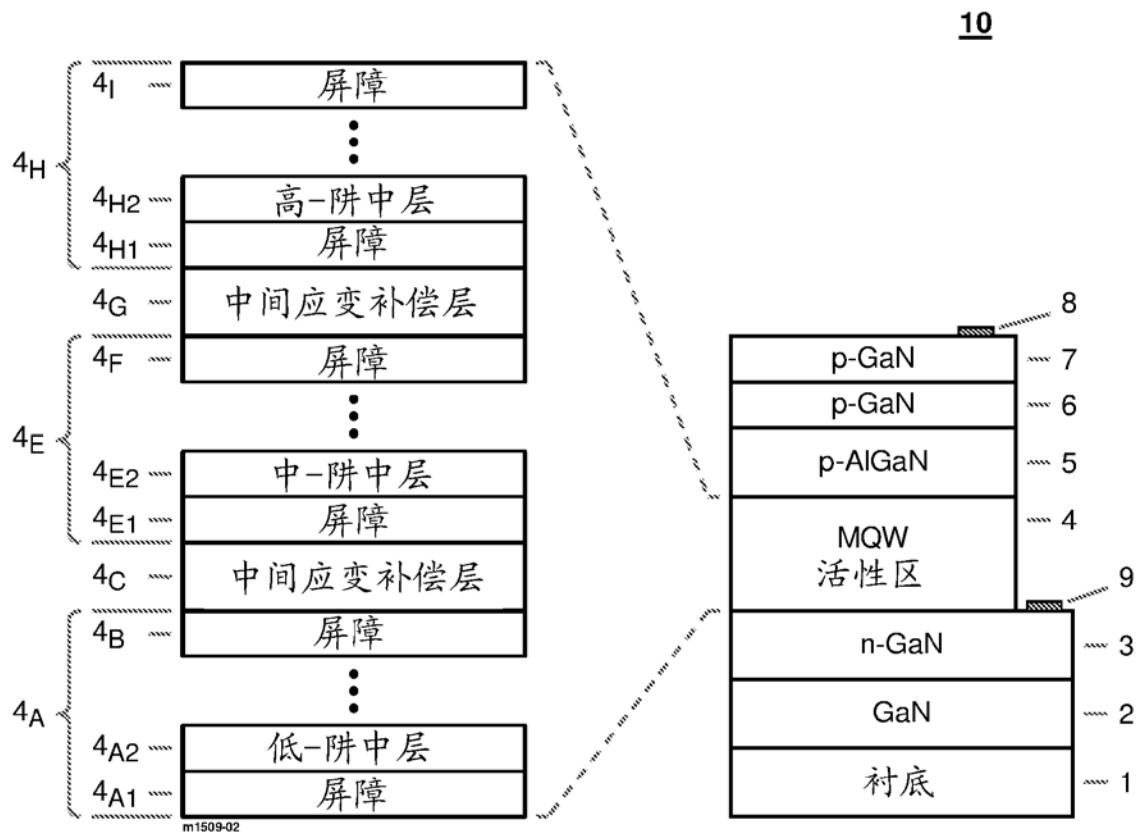 10
4I
屏障
4H
4H2
高-阱中层
4H1
屏障
4G
中间应变补偿层
4F
屏障
4E
4E2
中-阱中层
4E1
屏障
4C
中间应变补偿层
4B
屏障
4A
4A2
低-阱中层
4A1
屏障
m1509-02
8
p-GaN
7
p-GaN
6
p-AlGaN
5
MQW
活性区
4
9
n-GaN
3
GaN
2
衬底
1